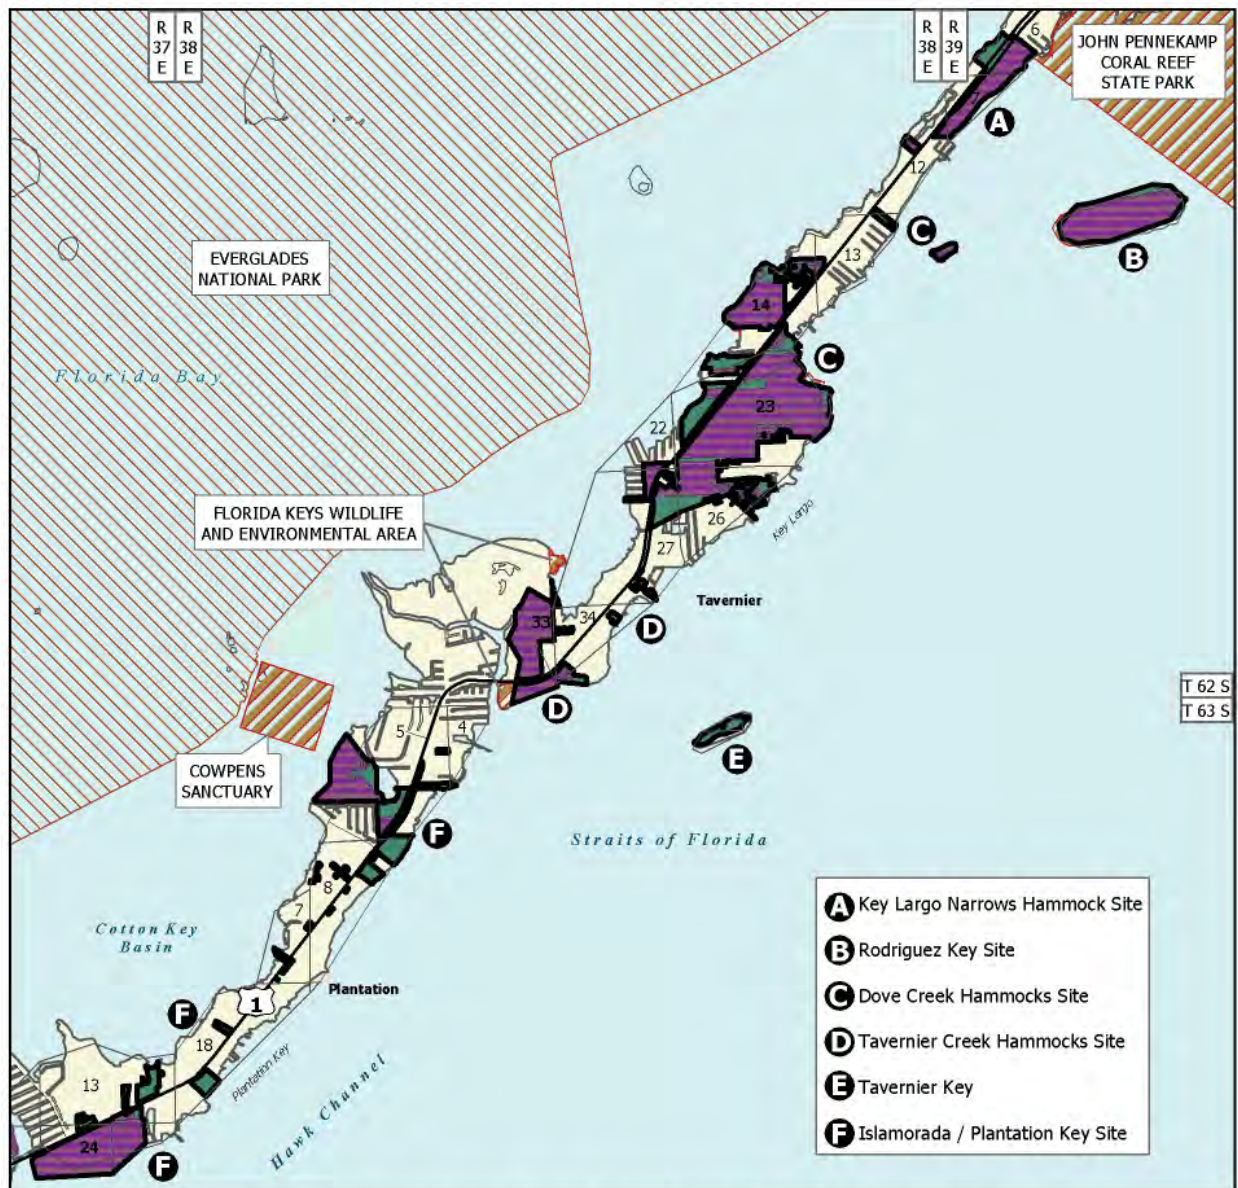 R
37
E
R
38
E
R
38
E
R
39
E
6
JOHN PENNEKAMP
CORAL REEF
STATE PARK
7
A
12
C
B
13
EVERGLADES
NATIONAL PARK
14
C
Florida Bay
23
22
FLORIDA KEYS WILDLIFE
AND ENVIRONMENTAL AREA
26
Key Largo
27
Tavernier
33
34
D
T 62 S
T 63 S
D
5
4
E
COWPENS
SANCTUARY
F
Straits of Florida
8
7
Cotton Key
Basin
Plantation
1
F
18
13
Plantation Key
Hawk Channel
24
F
A Key Largo Narrows Hammock Site
B Rodriguez Key Site
C Dove Creek Hammocks Site
D Tavernier Creek Hammocks Site
E Tavernier Key
F Islamorada / Plantation Key Site